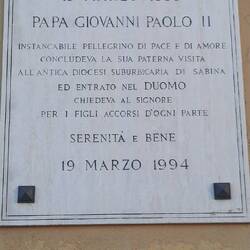 PAPA GIOVANNI PAOLO II
INSTANCABILE PELLEGRINO DI PACE E DI AMORE
CONCLUDEVA LA SUA PATERNA VISITA
ALL'ANTICA DIOCESI SUBURBICARIA DI SABINA
ED ENTRATO NEL DUOMO
CHIEDEVA AL SIGNORE
PER I FIGLI ACCORSI D'OGNI PARTE
SERENITÀ E BENE
19 MARZO 1994